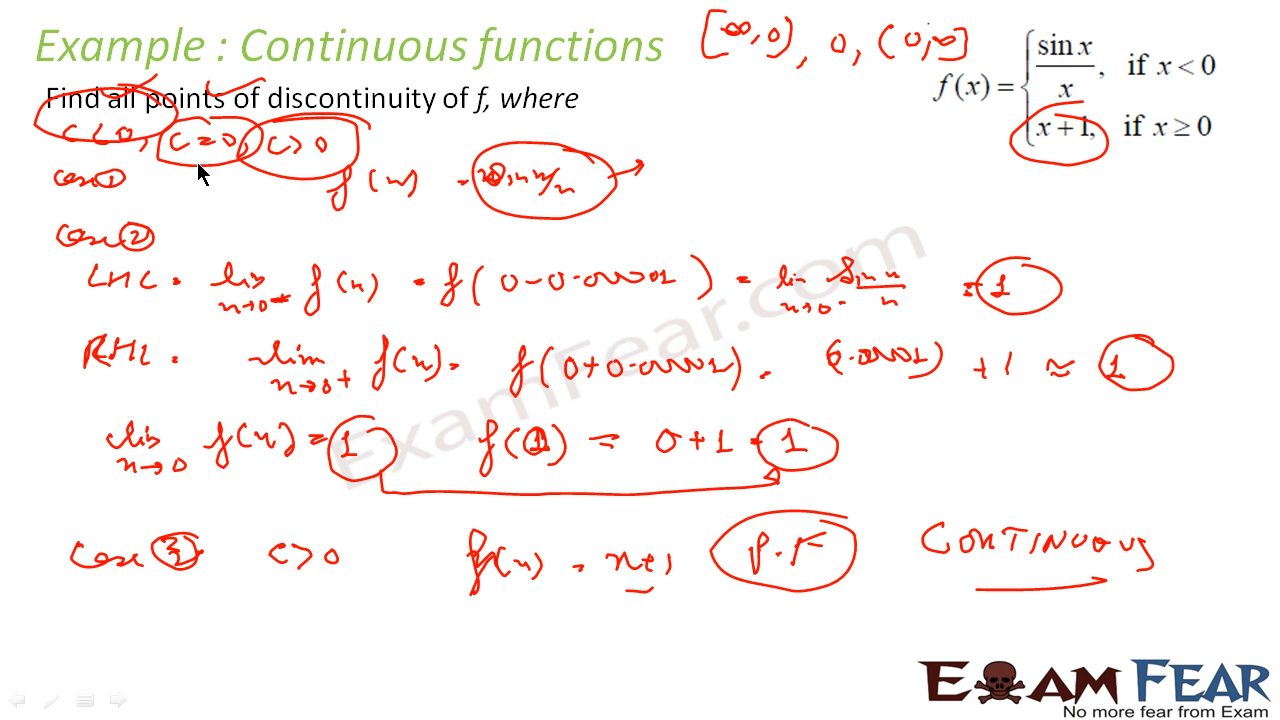 Example : Continuous functions
[∞, 0), 0, (0, ∞]
Find all points of discontinuity of f, where
f(x) = { sin x / x, if x < 0
x + 1, if x ≥ 0
c < 0, c = 0, c > 0
Case 1
f(x) = sin x/x →
Case 2
LHL = lim x→0- f(x) = f(0-0.00001) = lim x→0- sin x / x = 1
RHL = lim x→0+ f(x) = f(0+0.00001) = (0.00001) + 1 ≈ 1
lim x→0 f(x) = 1 f(0) = 0+1 = 1
Case 3 c > 0 f(x) = x+1 P.F CONTINUOUS
ExamFear.com
EXAM FEAR
No more fear from Exam